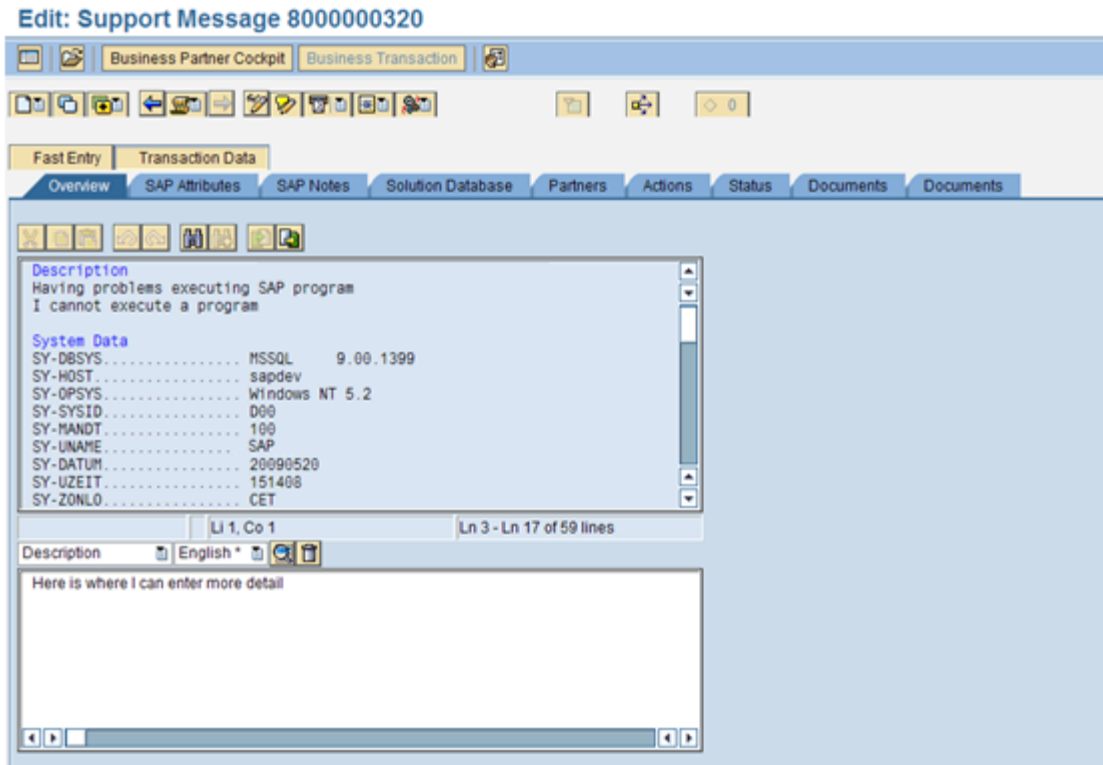 Edit: Support Message 8000000320
Business Partner Cockpit Business Transaction
0
Fast Entry Transaction Data
Overview SAP Attributes SAP Notes Solution Database Partners Actions Status Documents Documents
Description
Having problems executing SAP program
I cannot execute a program
System Data
SY-DBSYS................ MSSQL 9.00.1399
SY-HOST................. sapdev
SY-OPSYS................ Windows NT 5.2
SY-SYSID................ D00
SY-MANDT................ 100
SY-UNAME............... SAP
SY-DATUM................ 20090520
SY-UZEIT................ 151408
SY-ZONLO................ CET
Li 1, Co 1 Ln 3 - Ln 17 of 59 lines
Description English *
Here is where I can enter more detail